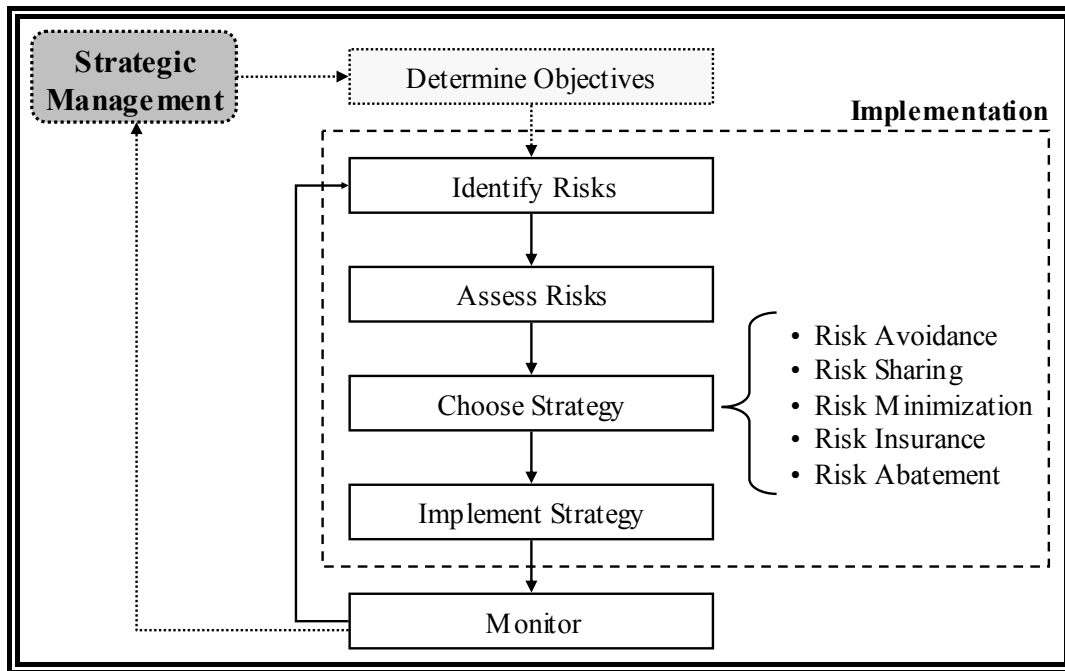 Strategic
Management
Determine Objectives
Implementation
Identify Risks
Assess Risks
Choose Strategy
• Risk Avoidance
• Risk Sharing
• Risk Minimization
• Risk Insurance
• Risk Abatement
Implement Strategy
Monitor